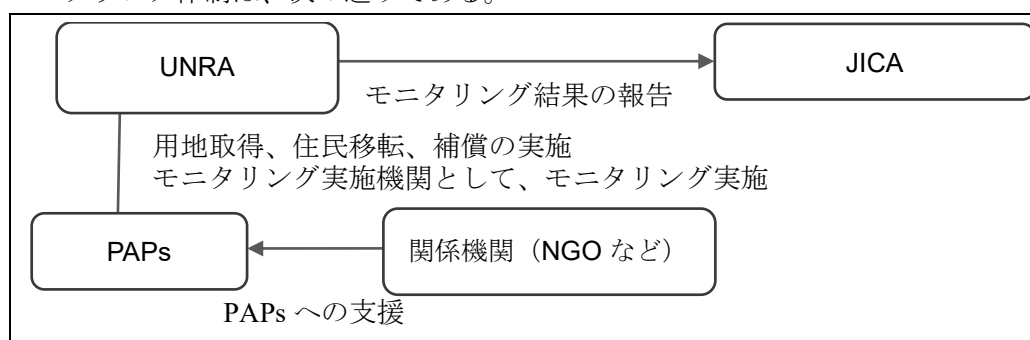 UNRA
JICA
モニタリング結果の報告
用地取得、住民移転、補償の実施
モニタリング実施機関として、モニタリング実施
PAPs
関係機関（NGO など）
PAPs への支援